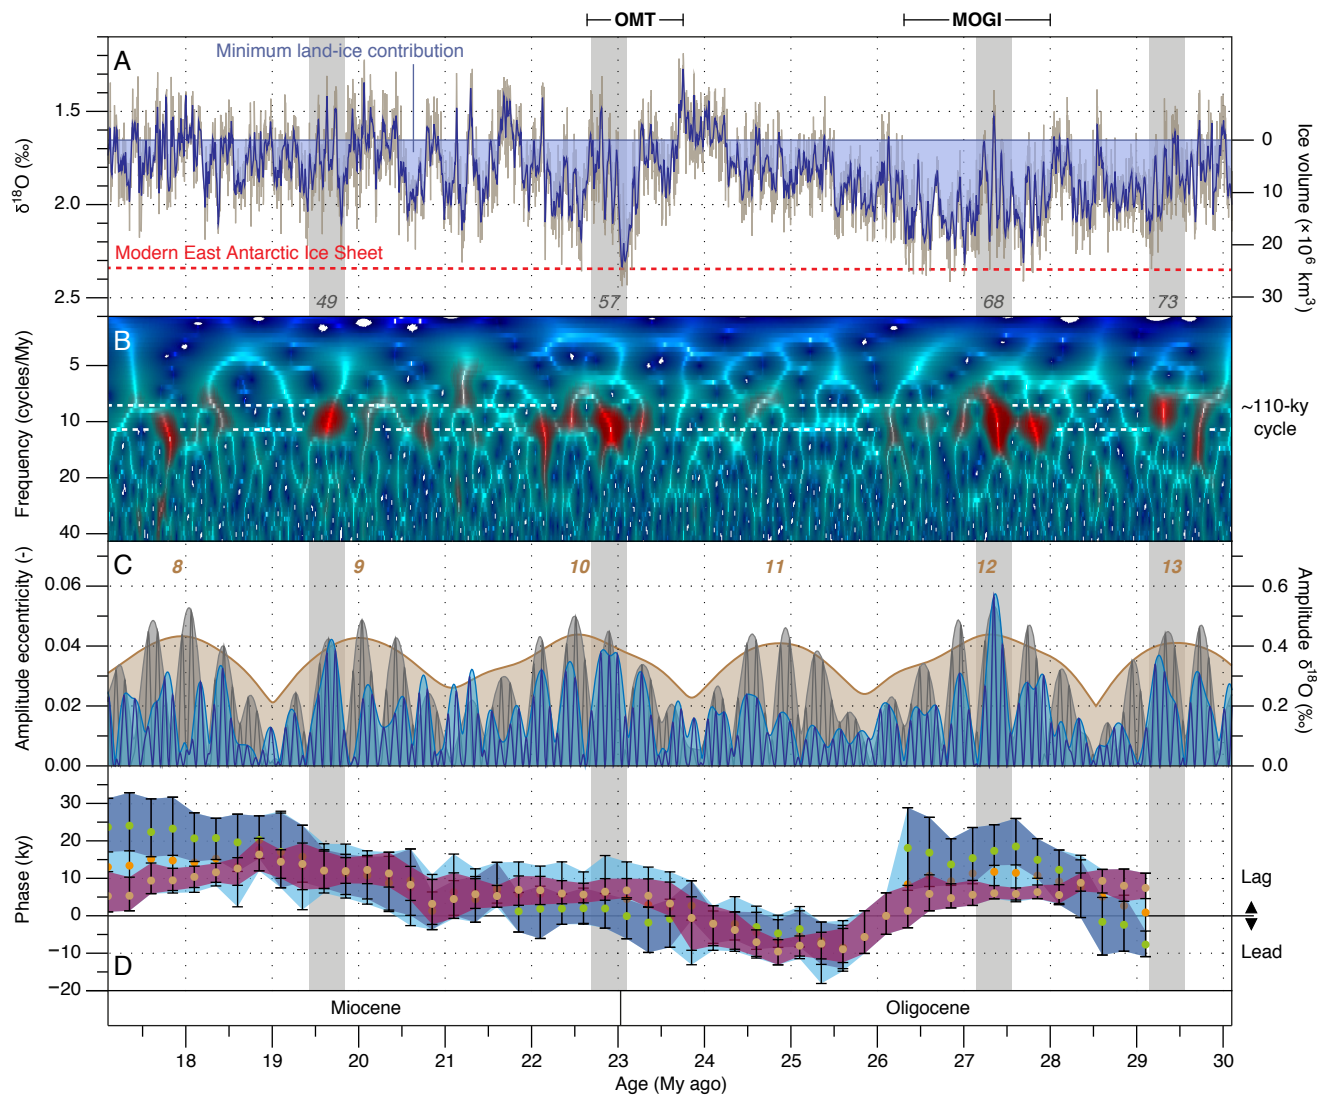 OMT
MOGI
A
Minimum land-ice contribution
1.5
2.0
2.5
δ18O (‰)
0
10
20
30
Ice volume (×10⁶ km³)
Modern East Antarctic Ice Sheet
49
57
68
73
B
5
10
20
40
Frequency (cycles/My)
~110-ky
cycle
C
8
9
10
11
12
13
0.06
0.04
0.02
0.00
Amplitude eccentricity (-)
0.6
0.4
0.2
0.0
Amplitude δ18O (‰)
30
20
10
0
−10
−20
Phase (ky)
Lag
▲
▼
Lead
D
Miocene
Oligocene
18 19 20 21 22 23 24 25 26 27 28 29 30
Age (My ago)